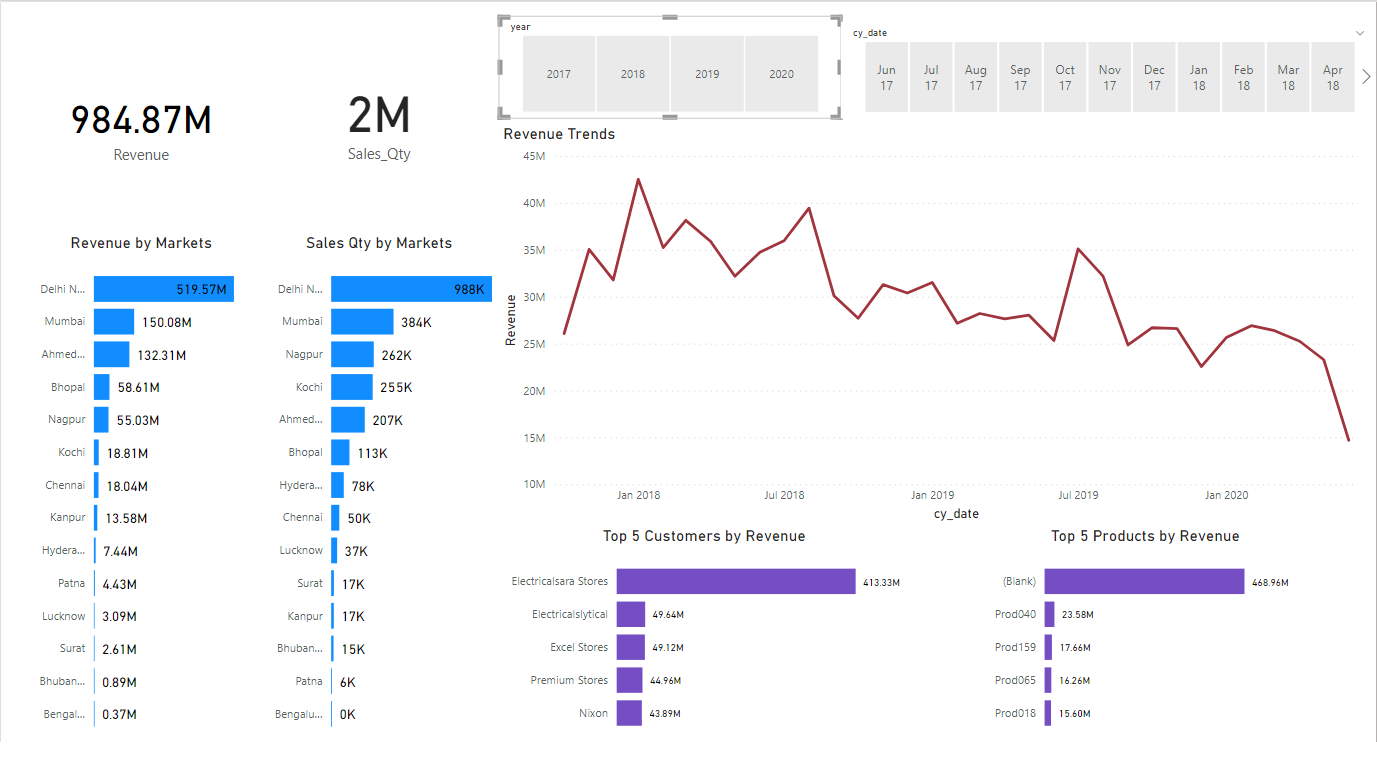 year
2017 2018 2019 2020
cy_date
Jun 17 Jul 17 Aug 17 Sep 17 Oct 17 Nov 17 Dec 17 Jan 18 Feb 18 Mar 18 Apr 18
984.87M
Revenue
2M
Sales_Qty
Revenue Trends
45M
40M
35M
30M
25M
20M
15M
10M
Revenue
Jan 2018 Jul 2018 Jan 2019 Jul 2019 Jan 2020
cy_date
Revenue by Markets
Delhi N... 519.57M
Mumbai 150.08M
Ahmed... 132.31M
Bhopal 58.61M
Nagpur 55.03M
Kochi 18.81M
Chennai 18.04M
Kanpur 13.58M
Hydera... 7.44M
Patna 4.43M
Lucknow 3.09M
Surat 2.61M
Bhuban... 0.89M
Bengal... 0.37M
Sales Qty by Markets
Delhi N... 988K
Mumbai 384K
Nagpur 262K
Kochi 255K
Ahmed... 207K
Bhopal 113K
Hydera... 78K
Chennai 50K
Lucknow 37K
Surat 17K
Kanpur 17K
Bhuban... 15K
Patna 6K
Bengalu... 0K
Top 5 Customers by Revenue
Electricalsara Stores 413.33M
Electricalslytical 49.64M
Excel Stores 49.12M
Premium Stores 44.96M
Nixon 43.89M
Top 5 Products by Revenue
(Blank) 468.96M
Prod040 23.58M
Prod159 17.66M
Prod065 16.26M
Prod018 15.60M